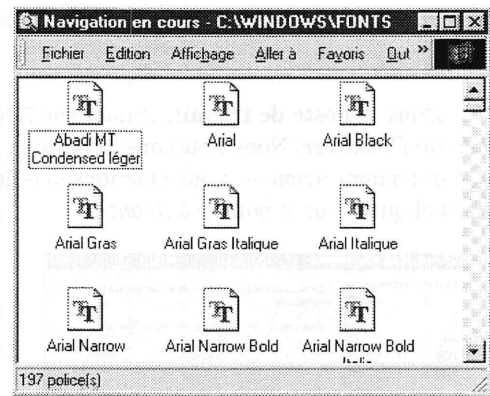 Navigation en cours - C:\WINDOWS\FONTS
Fichier Edition Affichage Aller à Favoris Out »
Abadi MT
Condensed léger
Arial
Arial Black
Arial Gras
Arial Gras Italique
Arial Italique
Arial Narrow
Arial Narrow Bold
Arial Narrow Bold
197 police(s)